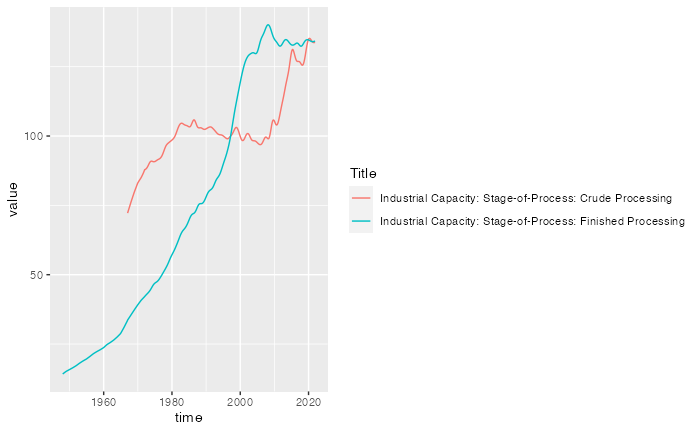 100
50
value
1960
1980
2000
2020
time
Title
Industrial Capacity: Stage-of-Process: Crude Processing
Industrial Capacity: Stage-of-Process: Finished Processing